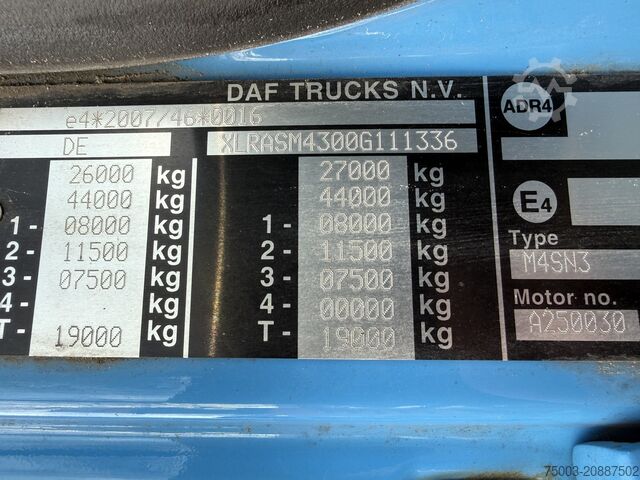 DAF TRUCKS N.V.
e4*2007/46*0016
DE XLRASM4300G111336
26000 kg 27000 kg
44000 kg 44000 kg
1- 08000 kg 1- 08000 kg
2- 11500 kg 2- 11500 kg
3- 07500 kg 3- 07500 kg
4- kg 4- 00000 kg
T- 19000 kg T- 19000 kg
ADR4
E4
Type
M4SN3
Motor no.
A250030
75003-20887502